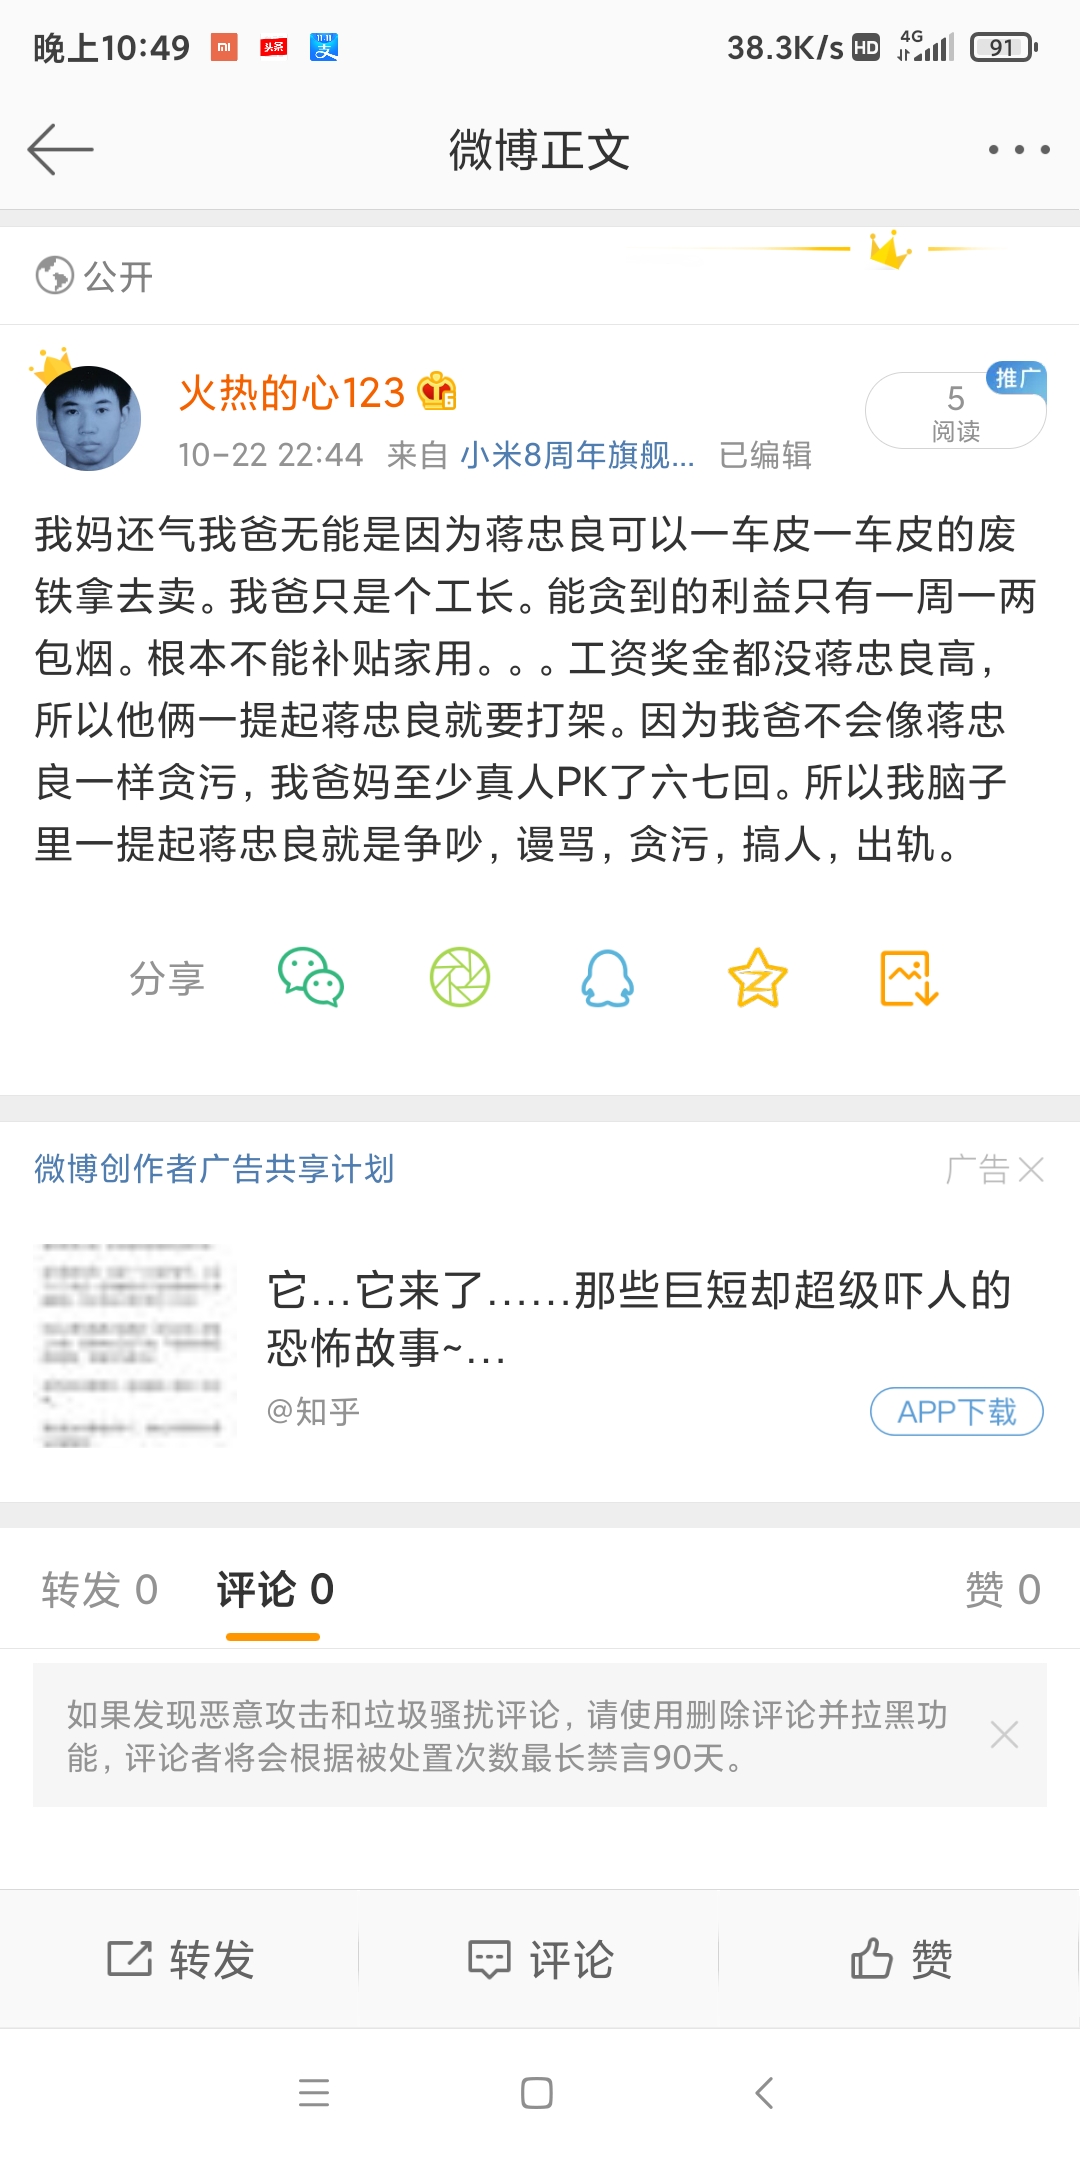 晚上10:49
头条
11.11
支
38.3K/s HD 4G 91
微博正文
公开
火热的心123 6
10-22 22:44 来自 小米8周年旗舰... 已编辑
推广
5
阅读
我妈还气我爸无能是因为蒋忠良可以一车皮一车皮的废
铁拿去卖。我爸只是个工长。能贪到的利益只有一周一两
包烟。根本不能补贴家用。。。工资奖金都没蒋忠良高,
所以他俩一提起蒋忠良就要打架。因为我爸不会像蒋忠
良一样贪污, 我爸妈至少真人PK了六七回。所以我脑子
里一提起蒋忠良就是争吵, 谩骂, 贪污, 搞人, 出轨。
分享
微博创作者广告共享计划
广告
它...它来了......那些巨短却超级吓人的
恐怖故事~...
@知乎
APP下载
转发 0 评论 0 赞 0
如果发现恶意攻击和垃圾骚扰评论, 请使用删除评论并拉黑功
能, 评论者将会根据被处置次数最长禁言90天。
转发 评论 赞